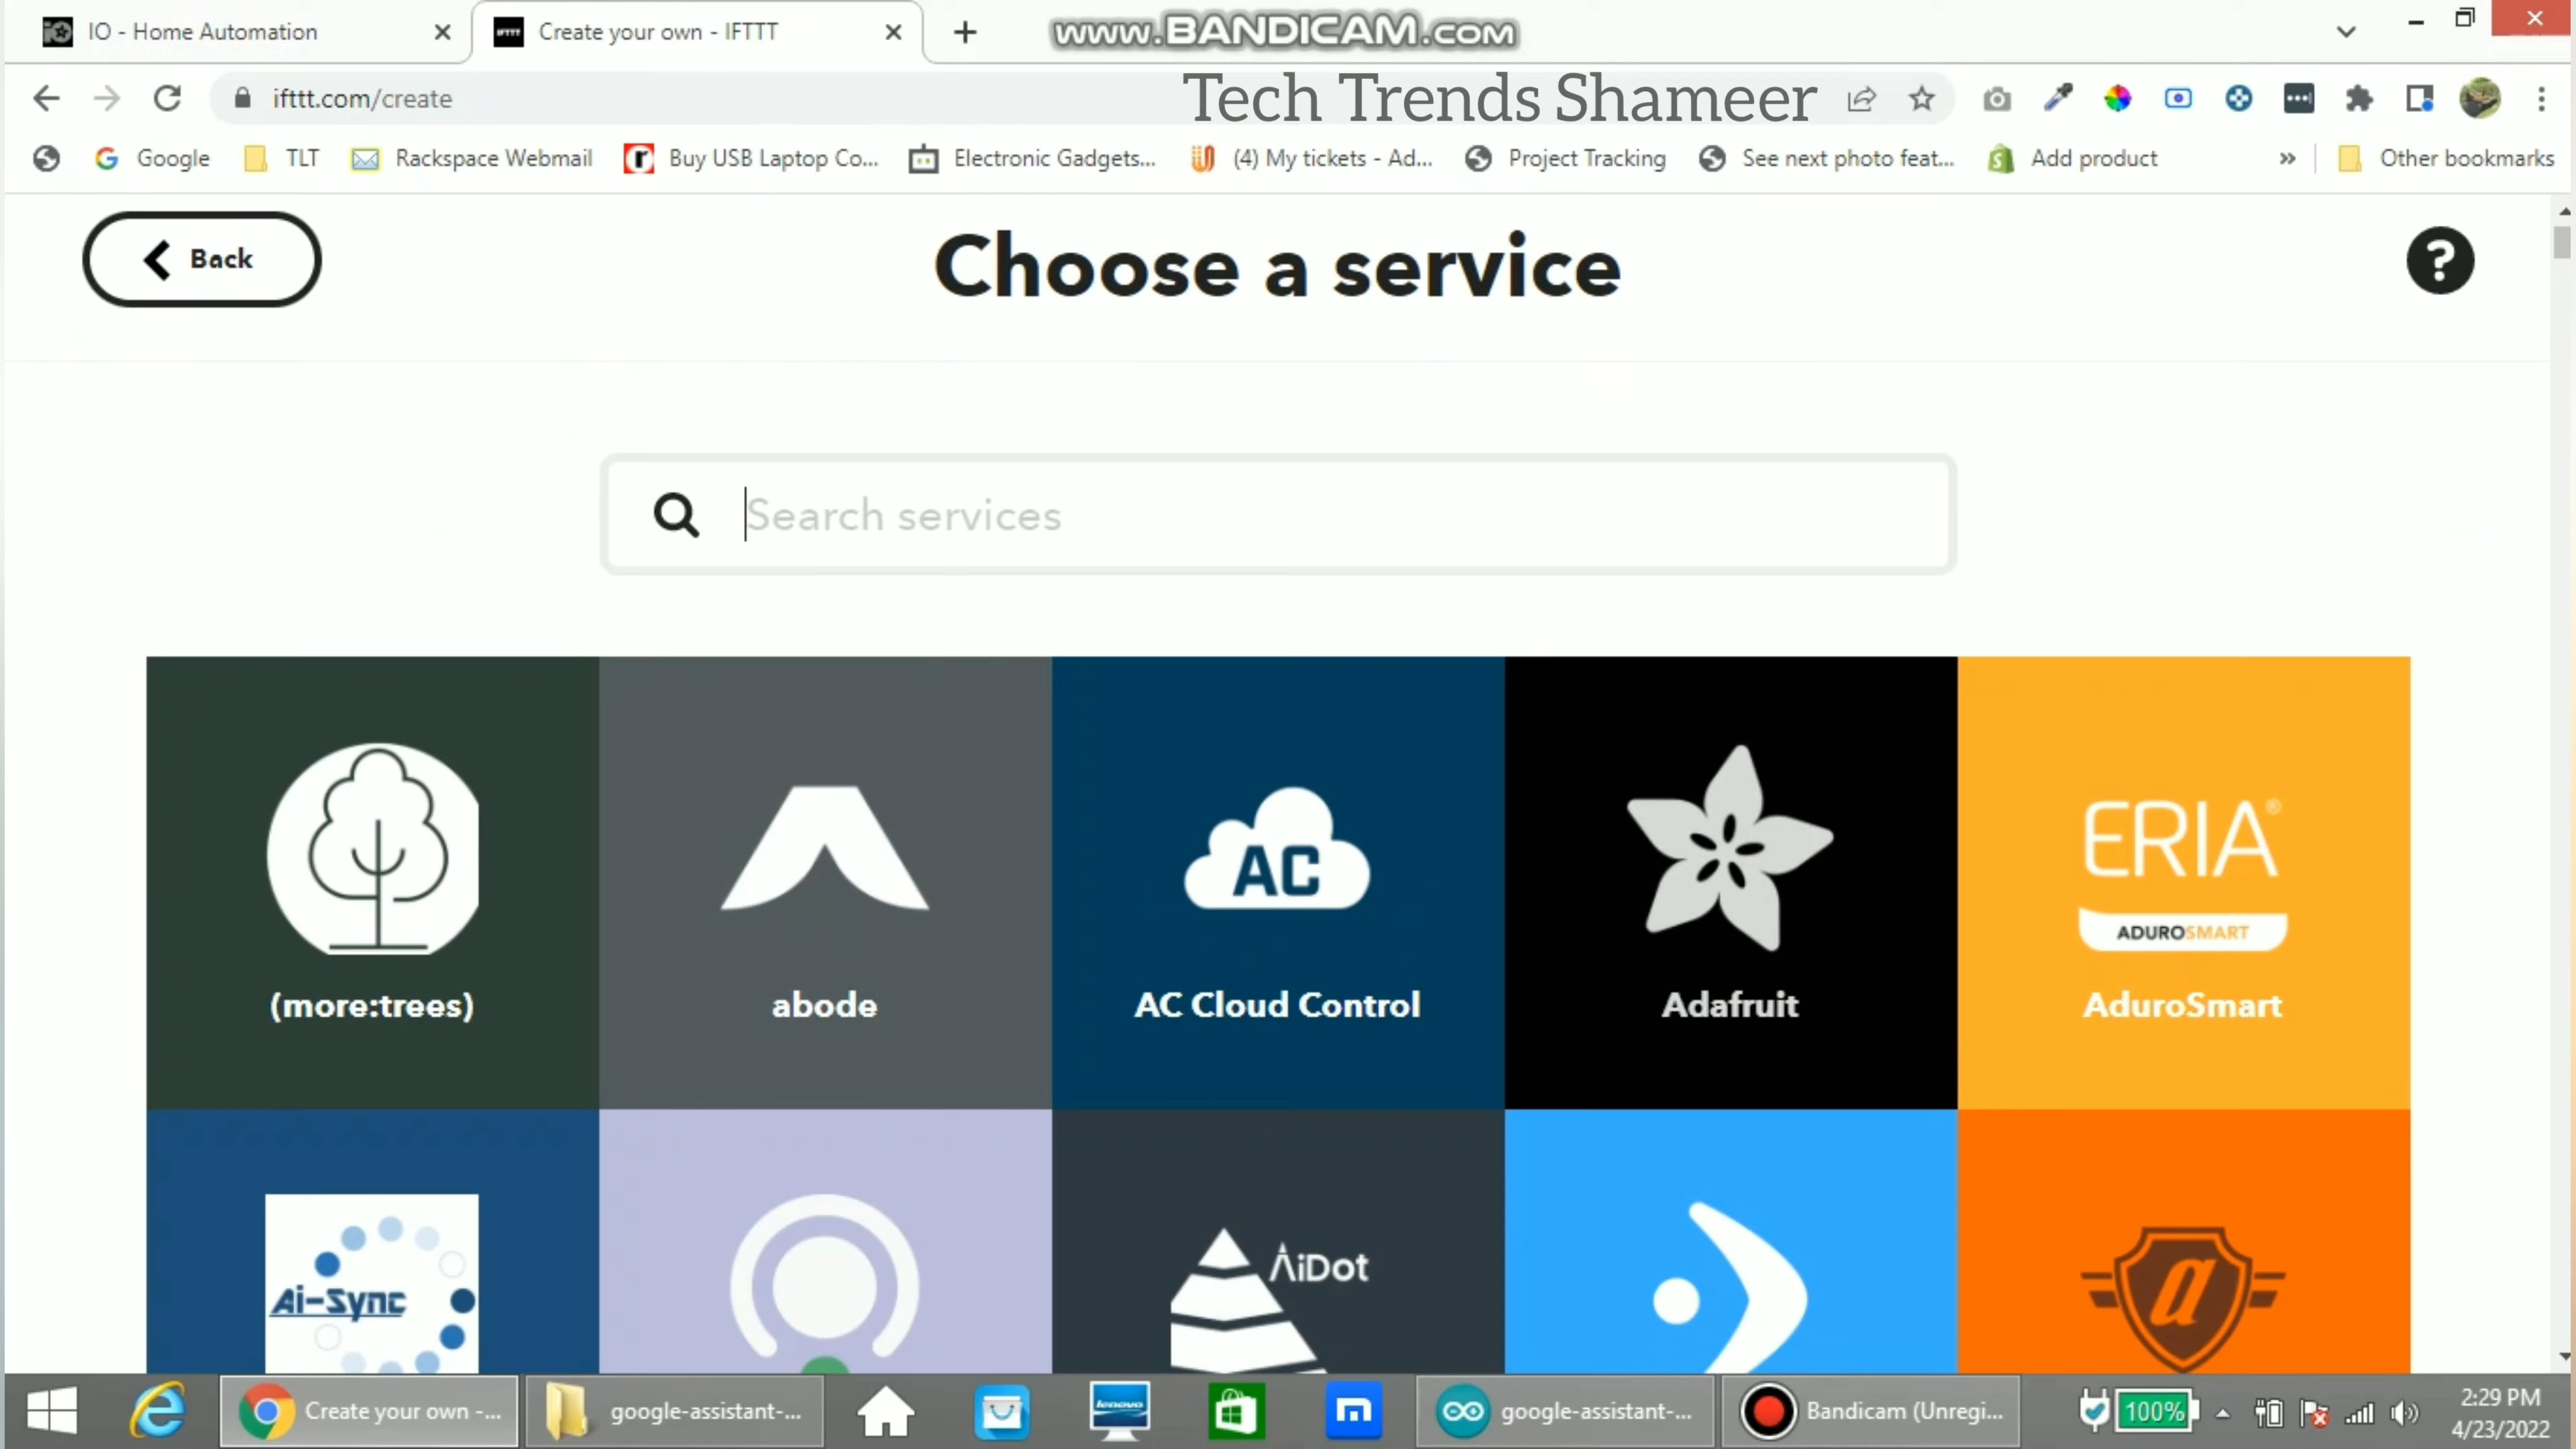 IO - Home Automation
IFTTT
Create your own - IFTTT
www.BANDICAM.com
ifttt.com/create
Tech Trends Shameer
Google
TLT
Rackspace Webmail
Buy USB Laptop Co...
Electronic Gadgets...
(4) My tickets - Ad...
Project Tracking
See next photo feat...
Add product
»
Other bookmarks
Back
Choose a service
?
Search services
AC
ERIA®
ADUROSMART
(more:trees)
abode
AC Cloud Control
Adafruit
AduroSmart
Ai-Sync
AiDot
a
Create your own -...
google-assistant-...
lenovo
google-assistant-...
Bandicam (Unregi...
100%
2:29 PM
4/23/2022